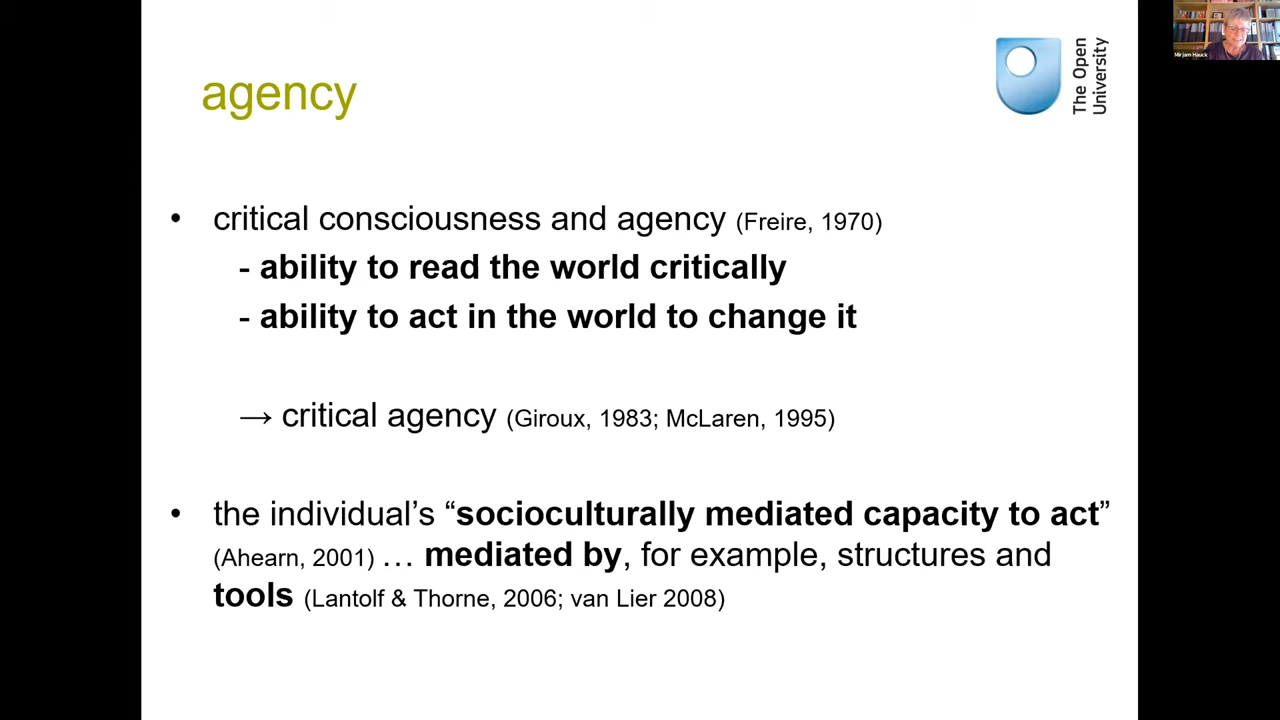 agency
The Open
University
Mirjam Hauck
• critical consciousness and agency (Freire, 1970)
- ability to read the world critically
- ability to act in the world to change it
→ critical agency (Giroux, 1983; McLaren, 1995)
• the individual’s “socioculturally mediated capacity to act”
(Ahearn, 2001) … mediated by, for example, structures and
tools (Lantolf & Thorne, 2006; van Lier 2008)